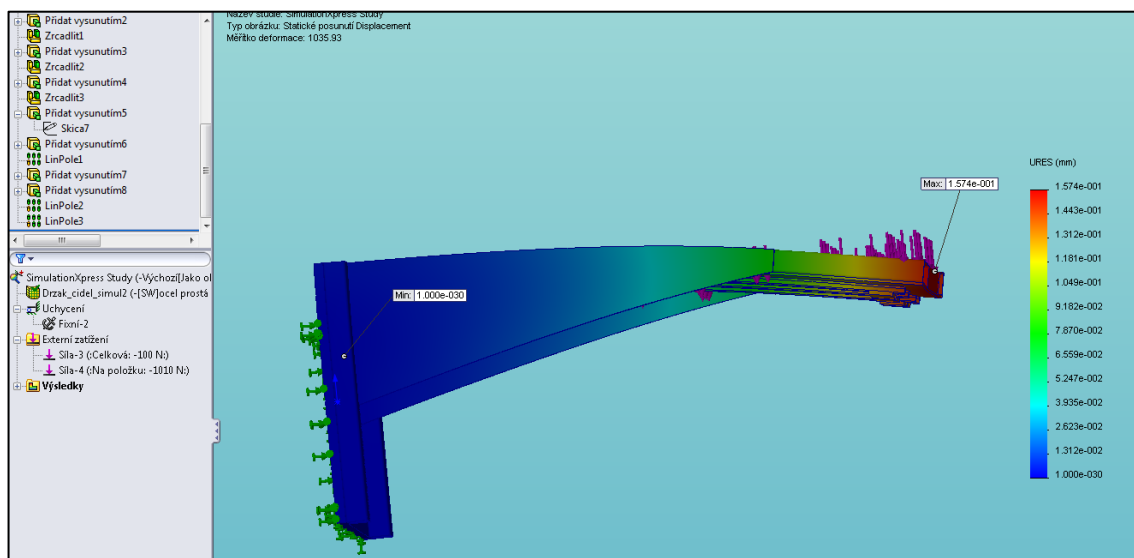 Přidat vysunutím2
Zrcadlit1
Přidat vysunutím3
Zrcadlit2
Přidat vysunutím4
Zrcadlit3
Přidat vysunutím5
Skica7
Přidat vysunutím6
LinPole1
Přidat vysunutím7
Přidat vysunutím8
LinPole2
LinPole3
SimulationXpress Study (-Výchozí[Jako ol
Drzak_cidel_simul2 (-[SW]ocel prostá
Uchycení
Fixní-2
Externí zatížení
Síla-3 (:Celková: -100 N:)
Síla-4 (:Na položku: -1010 N:)
Výsledky
Název studie: SimulationXpress Study
Typ obrázku: Statické posunutí Displacement
Měřítko deformace: 1035.93
Max: 1.574e-001
Min: 1.000e-030
URES (mm)
1.574e-001
1.443e-001
1.312e-001
1.181e-001
1.049e-001
9.182e-002
7.870e-002
6.559e-002
5.247e-002
3.935e-002
2.623e-002
1.312e-002
1.000e-030